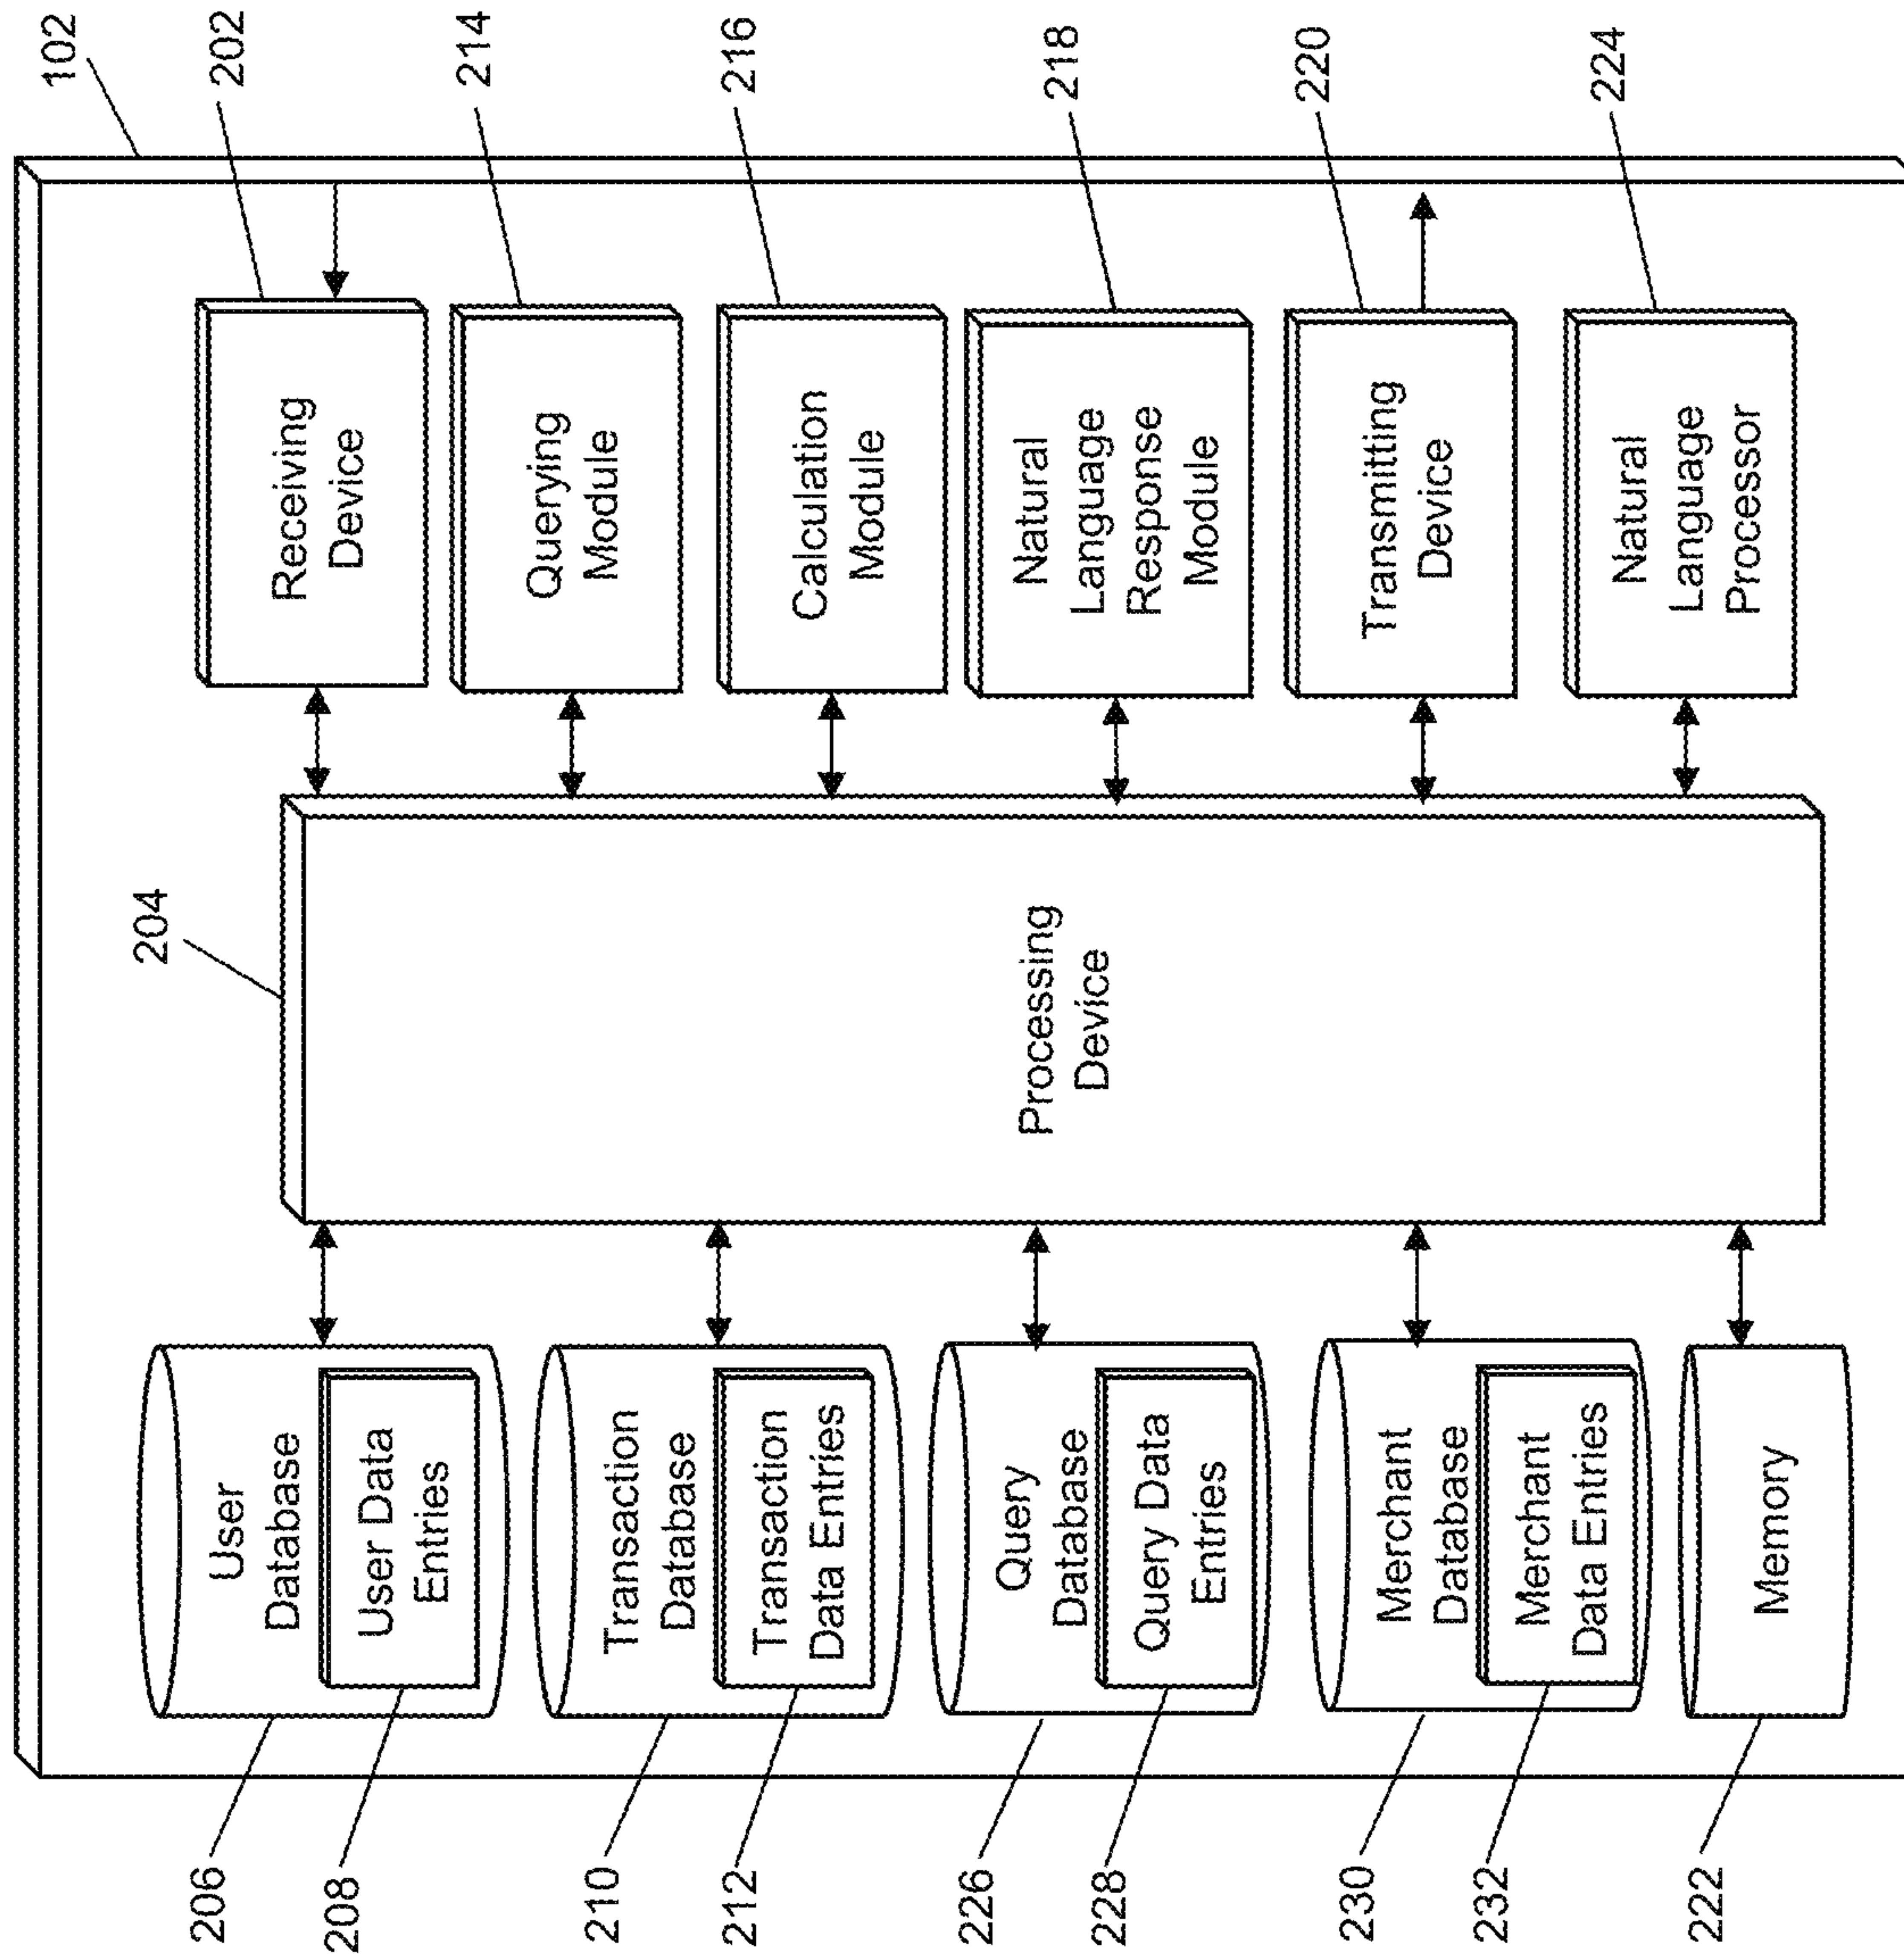 102
202
Receiving
Device
214
Querying
Module
216
Calculation
Module
218
Natural
Language
Response
Module
220
Transmitting
Device
224
Natural
Language
Processor
204
Processing
Device
User
Database
User Data
Entries
206
208
Transaction
Database
Transaction
Data Entries
210
212
Query
Database
Query Data
Entries
226
228
Merchant
Database
Merchant
Data Entries
230
232
Memory
222